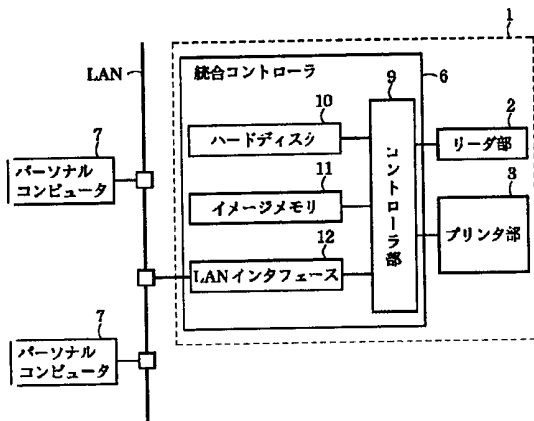 1
LAN
統合コントローラ
6
9
10
ハードディスク
2
リーダ部
7
パーソナル
コンピュータ
コントローラ部
11
イメージメモリ
3
プリンタ部
12
LANインタフェース
7
パーソナル
コンピュータ